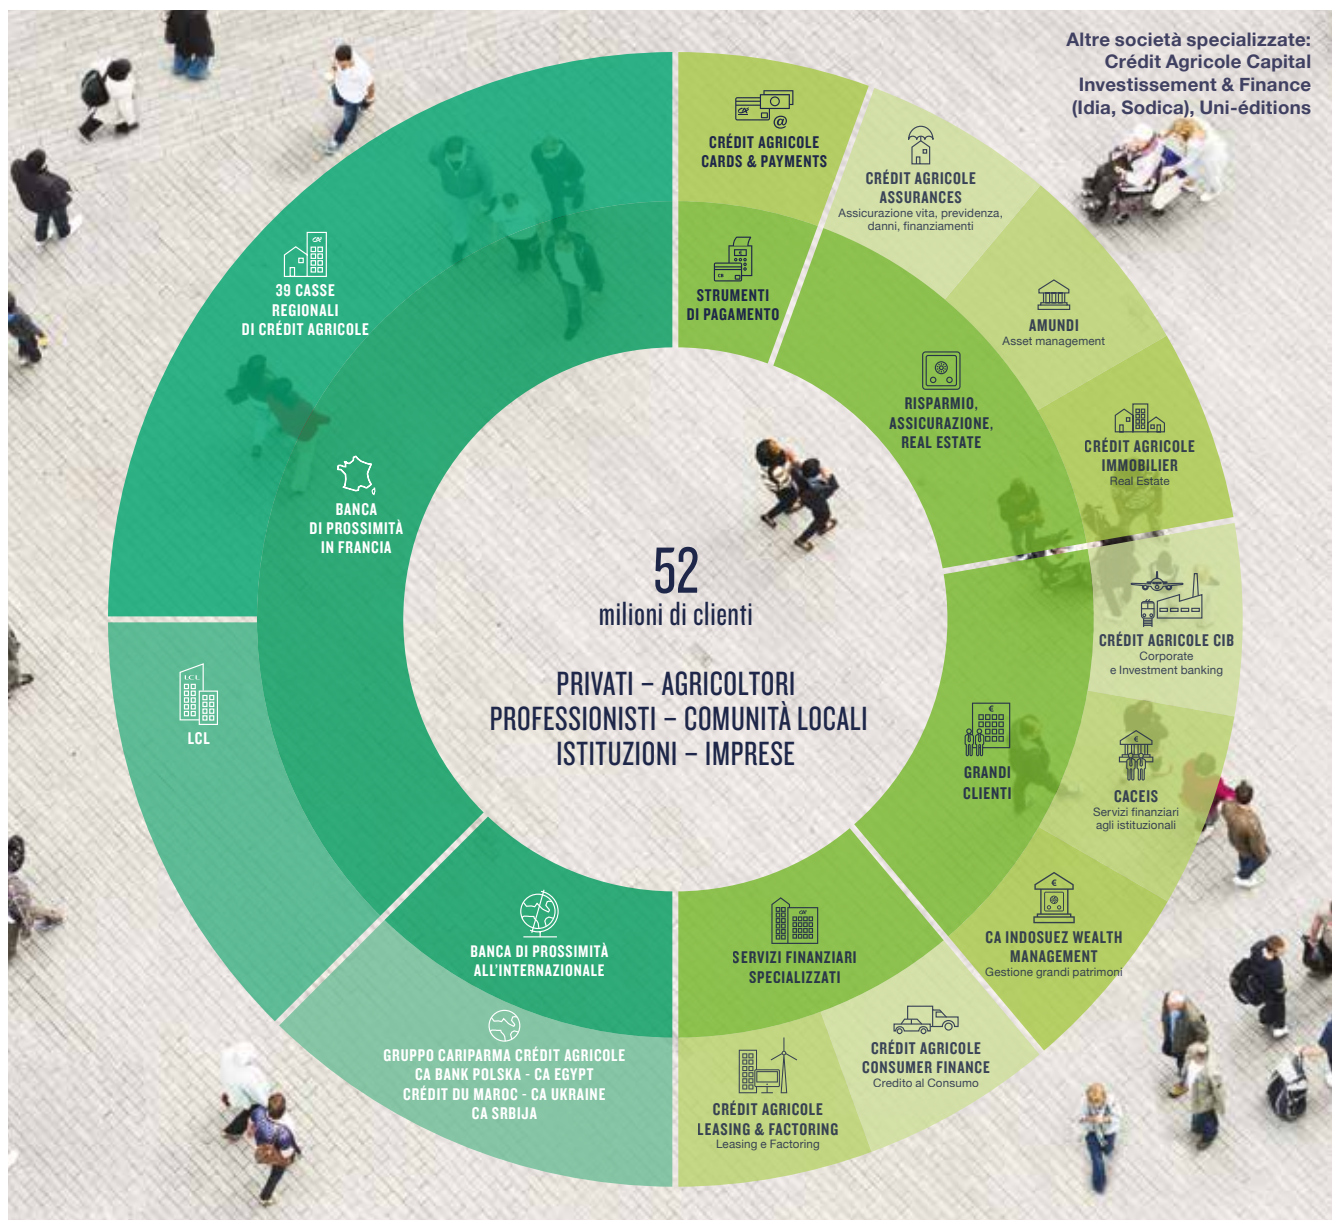 Altre società specializzate:
Crédit Agricole Capital
Investissement & Finance
(Idia, Sodica), Uni-éditions
CRÉDIT AGRICOLE
CARDS & PAYMENTS
STRUMENTI
DI PAGAMENTO
CRÉDIT AGRICOLE
ASSURANCES
Assicurazione vita, previdenza,
danni, finanziamenti
AMUNDI
Asset management
CRÉDIT AGRICOLE
IMMOBILIER
Real Estate
RISPARMIO,
ASSICURAZIONE,
REAL ESTATE
39 CASSE
REGIONALI
DI CRÉDIT AGRICOLE
BANCA
DI PROSSIMITÀ
IN FRANCIA
LCL
LCL
52
milioni di clienti
PRIVATI – AGRICOLTORI
PROFESSIONISTI – COMUNITÀ LOCALI
ISTITUZIONI – IMPRESE
CRÉDIT AGRICOLE CIB
Corporate
e Investment banking
GRANDI
CLIENTI
CACEIS
Servizi finanziari
agli istituzionali
CA INDOSUEZ WEALTH
MANAGEMENT
Gestione grandi patrimoni
BANCA DI PROSSIMITÀ
ALL'INTERNAZIONALE
SERVIZI FINANZIARI
SPECIALIZZATI
GRUPPO CARIPARMA CRÉDIT AGRICOLE
CA BANK POLSKA - CA EGYPT
CRÉDIT DU MAROC - CA UKRAINE
CA SRBIJA
CRÉDIT AGRICOLE
LEASING & FACTORING
Leasing e Factoring
CRÉDIT AGRICOLE
CONSUMER FINANCE
Credito al Consumo